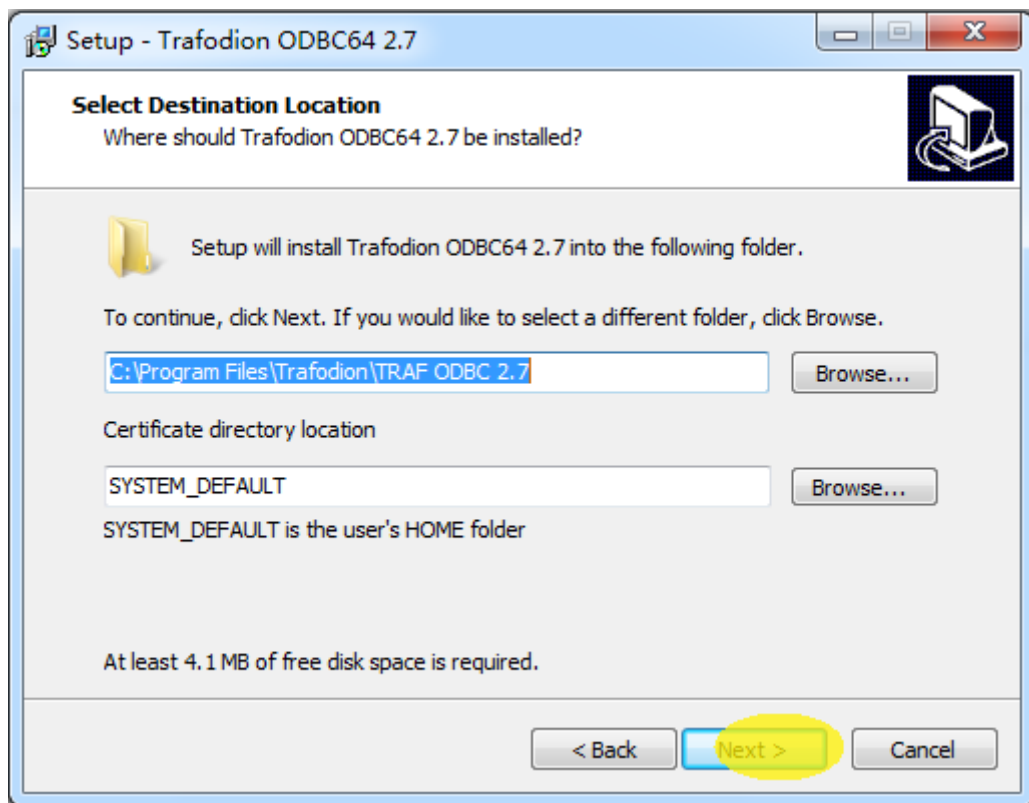 Setup - Trafodion ODBC64 2.7
Select Destination Location
Where should Trafodion ODBC64 2.7 be installed?
Setup will install Trafodion ODBC64 2.7 into the following folder.
To continue, click Next. If you would like to select a different folder, click Browse.
C:\Program Files\Trafodion\TRAF ODBC 2.7
Browse...
Certificate directory location
SYSTEM_DEFAULT
Browse...
SYSTEM_DEFAULT is the user's HOME folder
At least 4.1 MB of free disk space is required.
< Back
Next >
Cancel